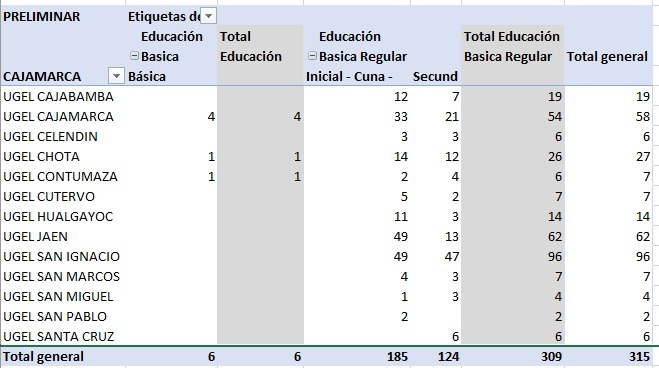 PRELIMINAR Etiquetas de
Educación Total Educación Total Educación
Basica Educación Basica Regular Basica Regular Total general
CAJAMARCA Básica Inicial - Cuna - Secund
UGEL CAJABAMBA 12 7 19 19
UGEL CAJAMARCA 4 4 33 21 54 58
UGEL CELENDIN 3 3 6 6
UGEL CHOTA 1 1 14 12 26 27
UGEL CONTUMAZA 1 1 2 4 6 7
UGEL CUTERVO 5 2 7 7
UGEL HUALGAYOC 11 3 14 14
UGEL JAEN 49 13 62 62
UGEL SAN IGNACIO 49 47 96 96
UGEL SAN MARCOS 4 3 7 7
UGEL SAN MIGUEL 1 3 4 4
UGEL SAN PABLO 2 2 2
UGEL SANTA CRUZ 6 6 6
Total general 6 6 185 124 309 315